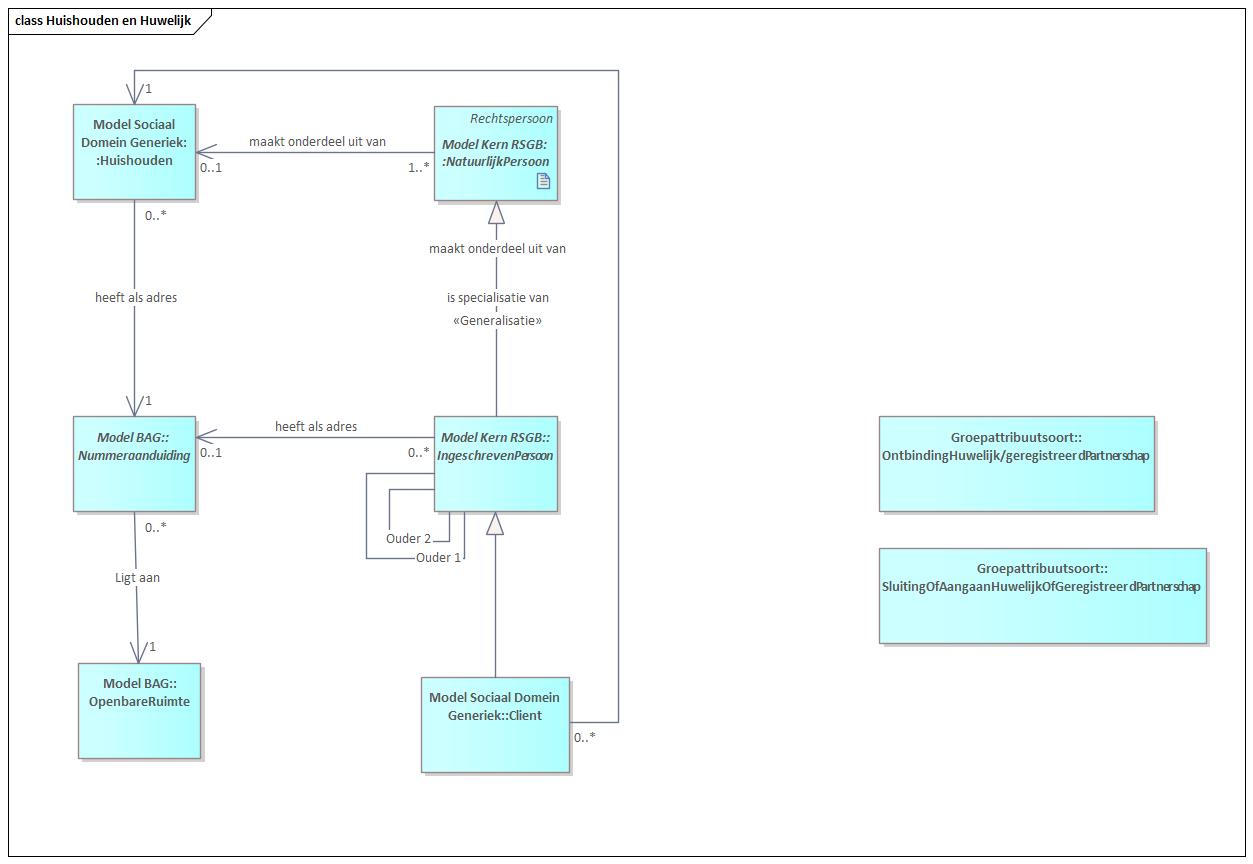 class Huishouden en Huwelijk
1
Model Sociaal
Domein Generiek:
:Huishouden
maakt onderdeel uit van
0..1
1..*
Rechtspersoon
Model Kern RSGB:
:NatuurlijkPersoon
0..*
maakt onderdeel uit van
heeft als adres
is specialisatie van
«Generalisatie»
1
Model BAG::
Nummeraanduiding
heeft als adres
0..1
0..*
Model Kern RSGB::
IngeschrevenPersoon
Groepattribuutsoort::
OntbindingHuwelijk/geregistreerdPartnerschap
0..*
Ouder 2
Ouder 1
Ligt aan
Groepattribuutsoort::
SluitingOfAangaanHuwelijkOfGeregistreerdPartnerschap
1
Model BAG::
OpenbareRuimte
Model Sociaal Domein
Generiek::Client
0..*